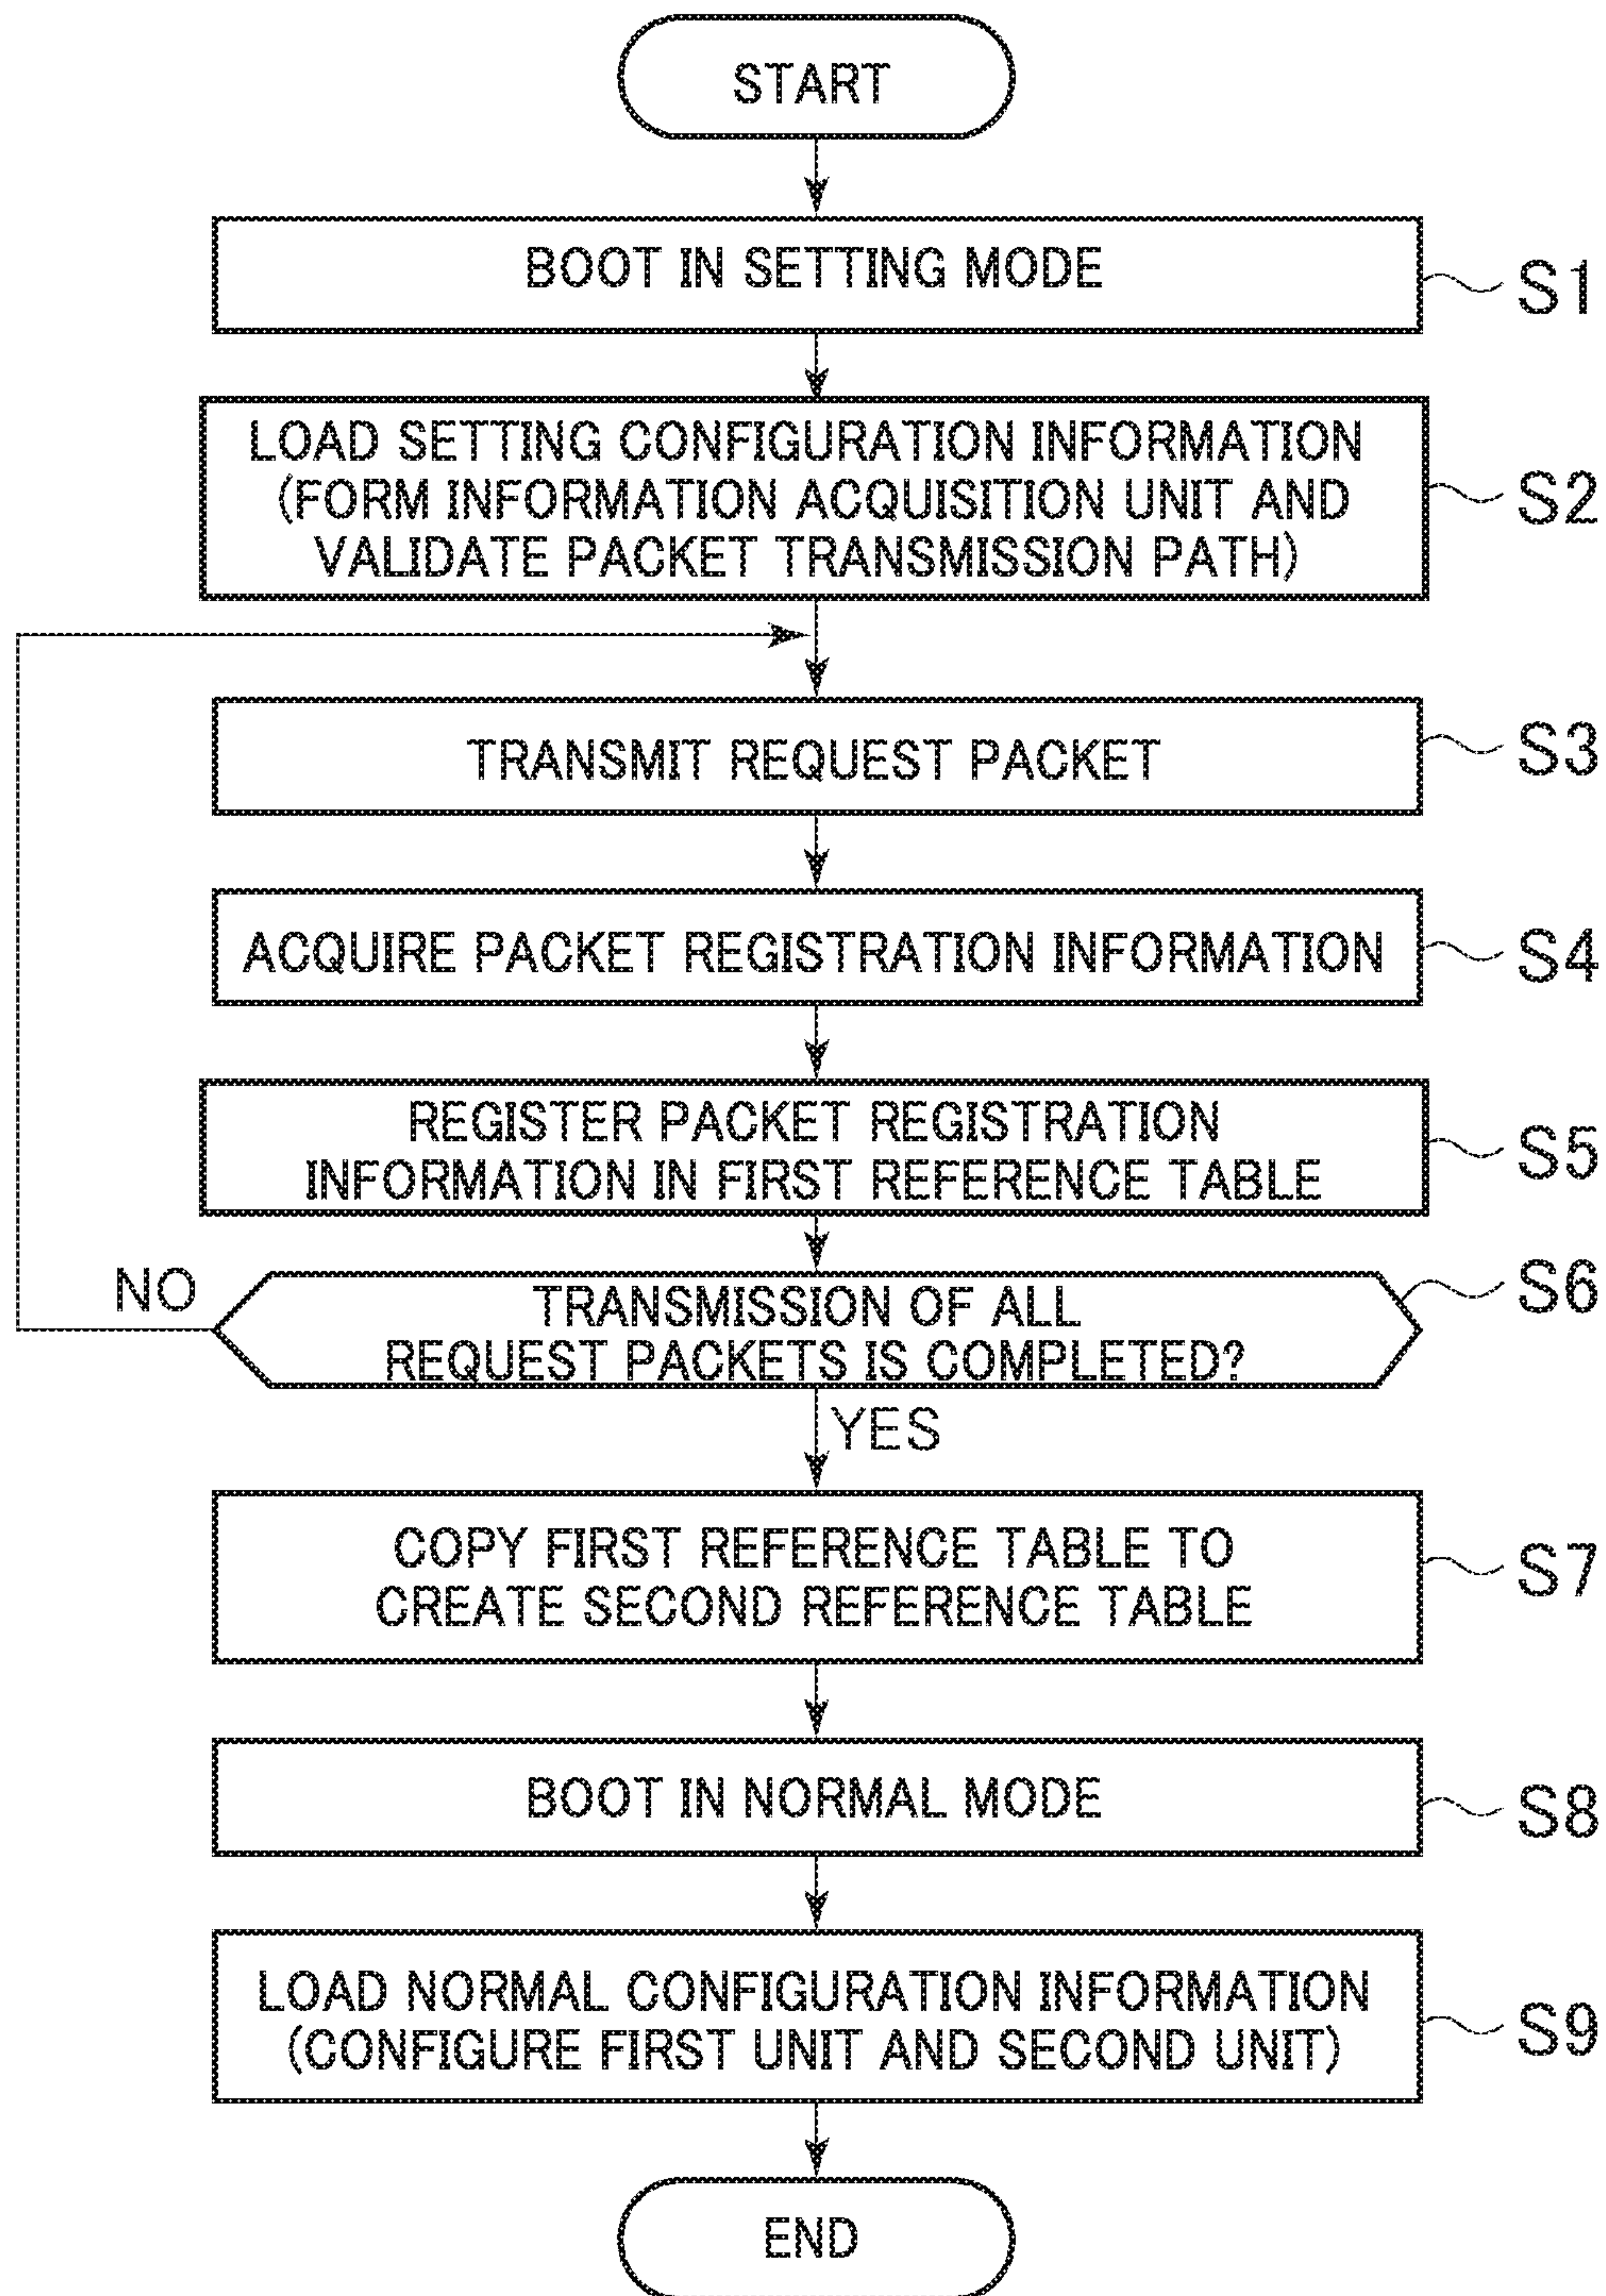 START
BOOT IN SETTING MODE
S1
LOAD SETTING CONFIGURATION INFORMATION
(FORM INFORMATION ACQUISITION UNIT AND
VALIDATE PACKET TRANSMISSION PATH)
S2
TRANSMIT REQUEST PACKET
S3
ACQUIRE PACKET REGISTRATION INFORMATION
S4
REGISTER PACKET REGISTRATION
INFORMATION IN FIRST REFERENCE TABLE
S5
NO
TRANSMISSION OF ALL
REQUEST PACKETS IS COMPLETED?
S6
YES
COPY FIRST REFERENCE TABLE TO
CREATE SECOND REFERENCE TABLE
S7
BOOT IN NORMAL MODE
S8
LOAD NORMAL CONFIGURATION INFORMATION
(CONFIGURE FIRST UNIT AND SECOND UNIT)
S9
END